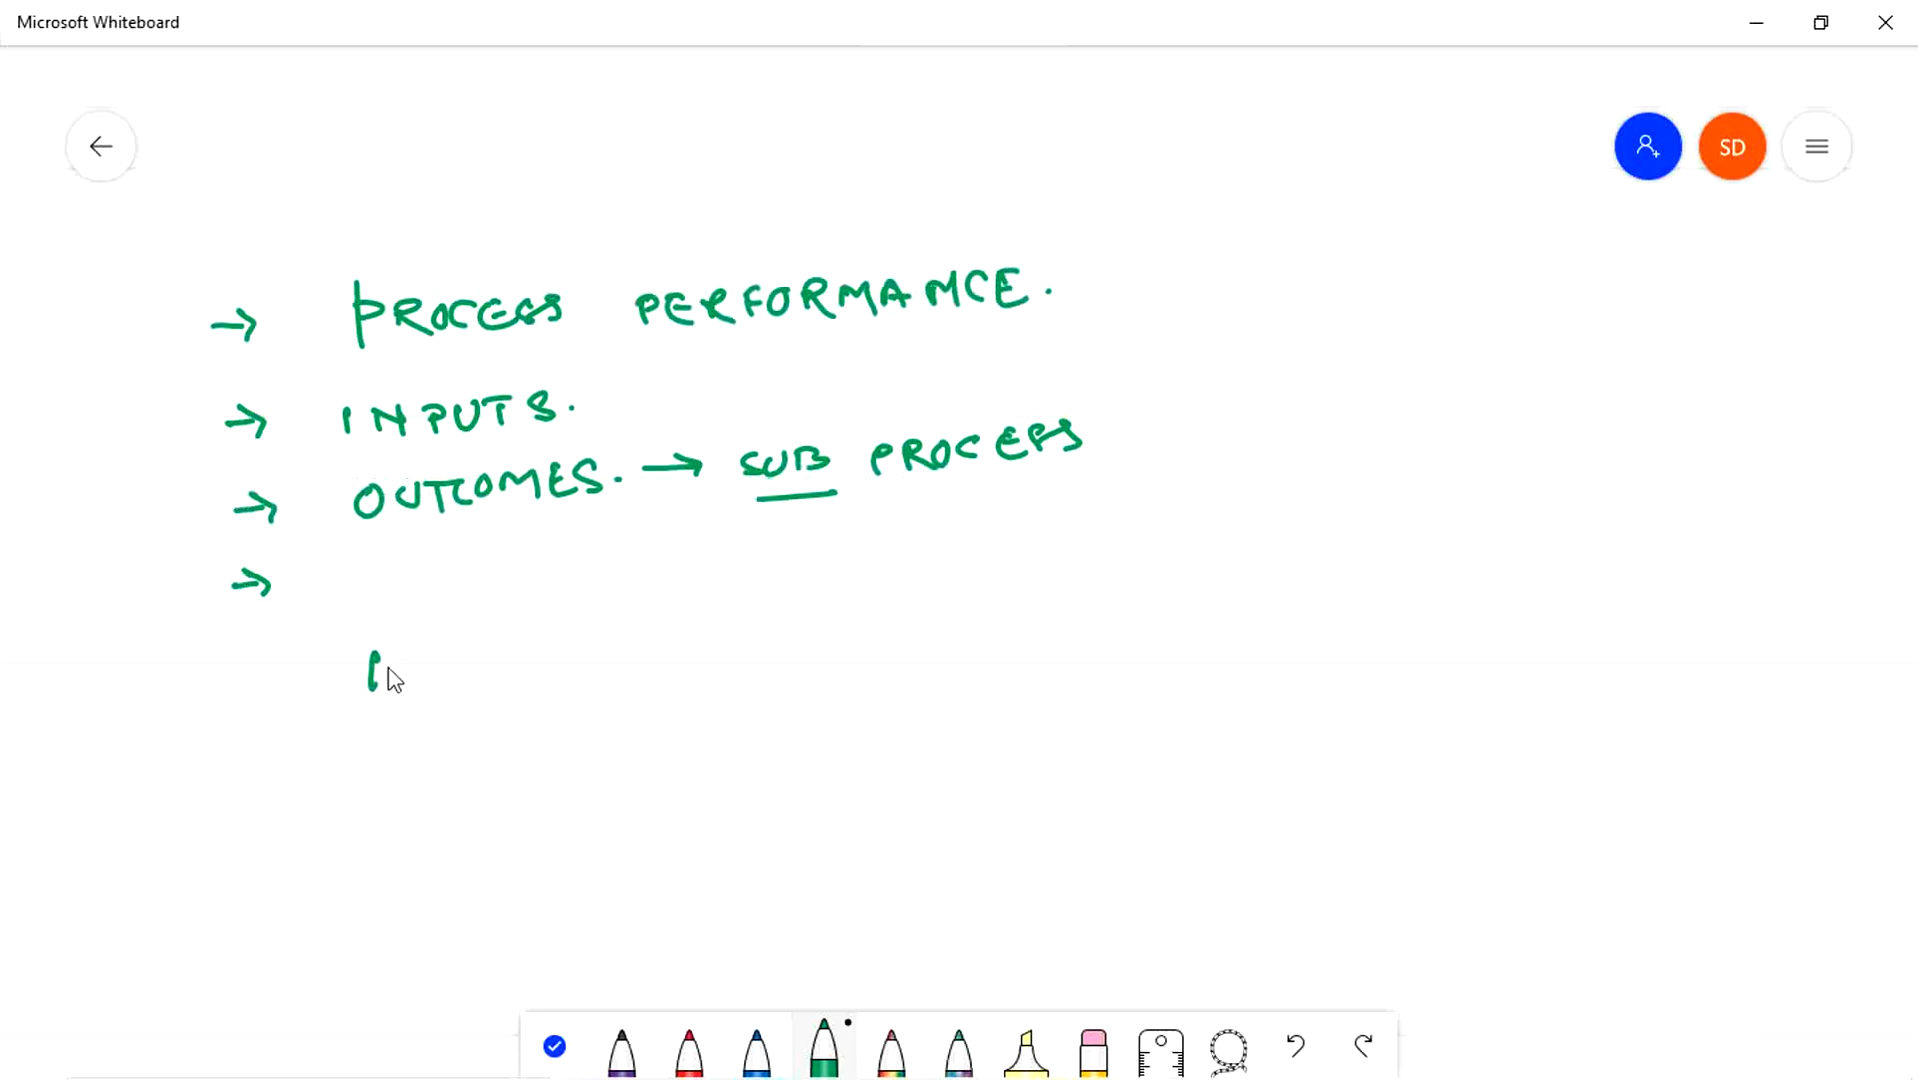 Microsoft Whiteboard
SD
→ PROCESS PERFORMANCE.
→ INPUTS.
→ OUTCOMES. → SUB PROCESS
→